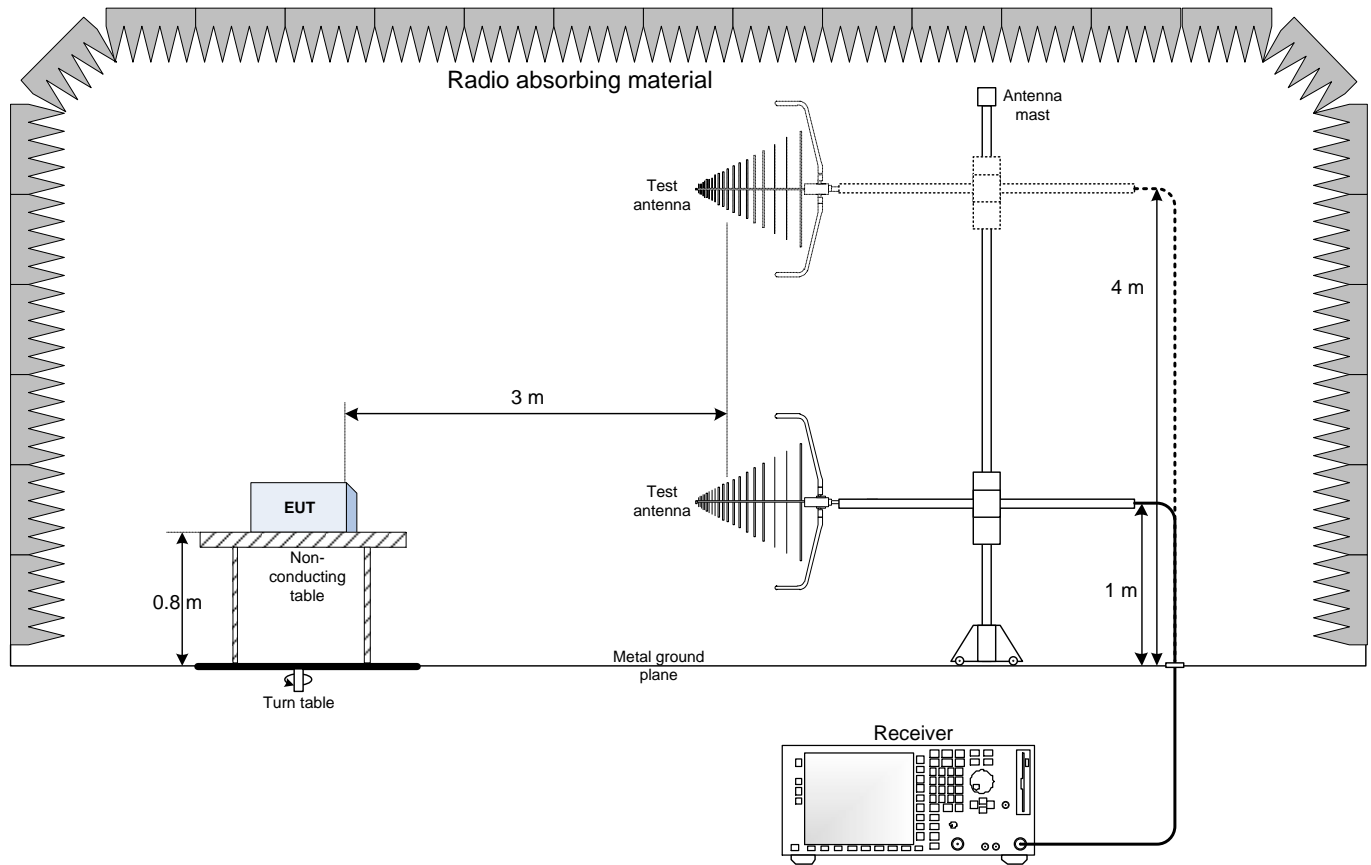 Radio absorbing material
Antenna
mast
Test
antenna
4 m
3 m
Test
antenna
EUT
Non-
conducting
table
0.8 m
1 m
Metal ground
plane
Turn table
Receiver